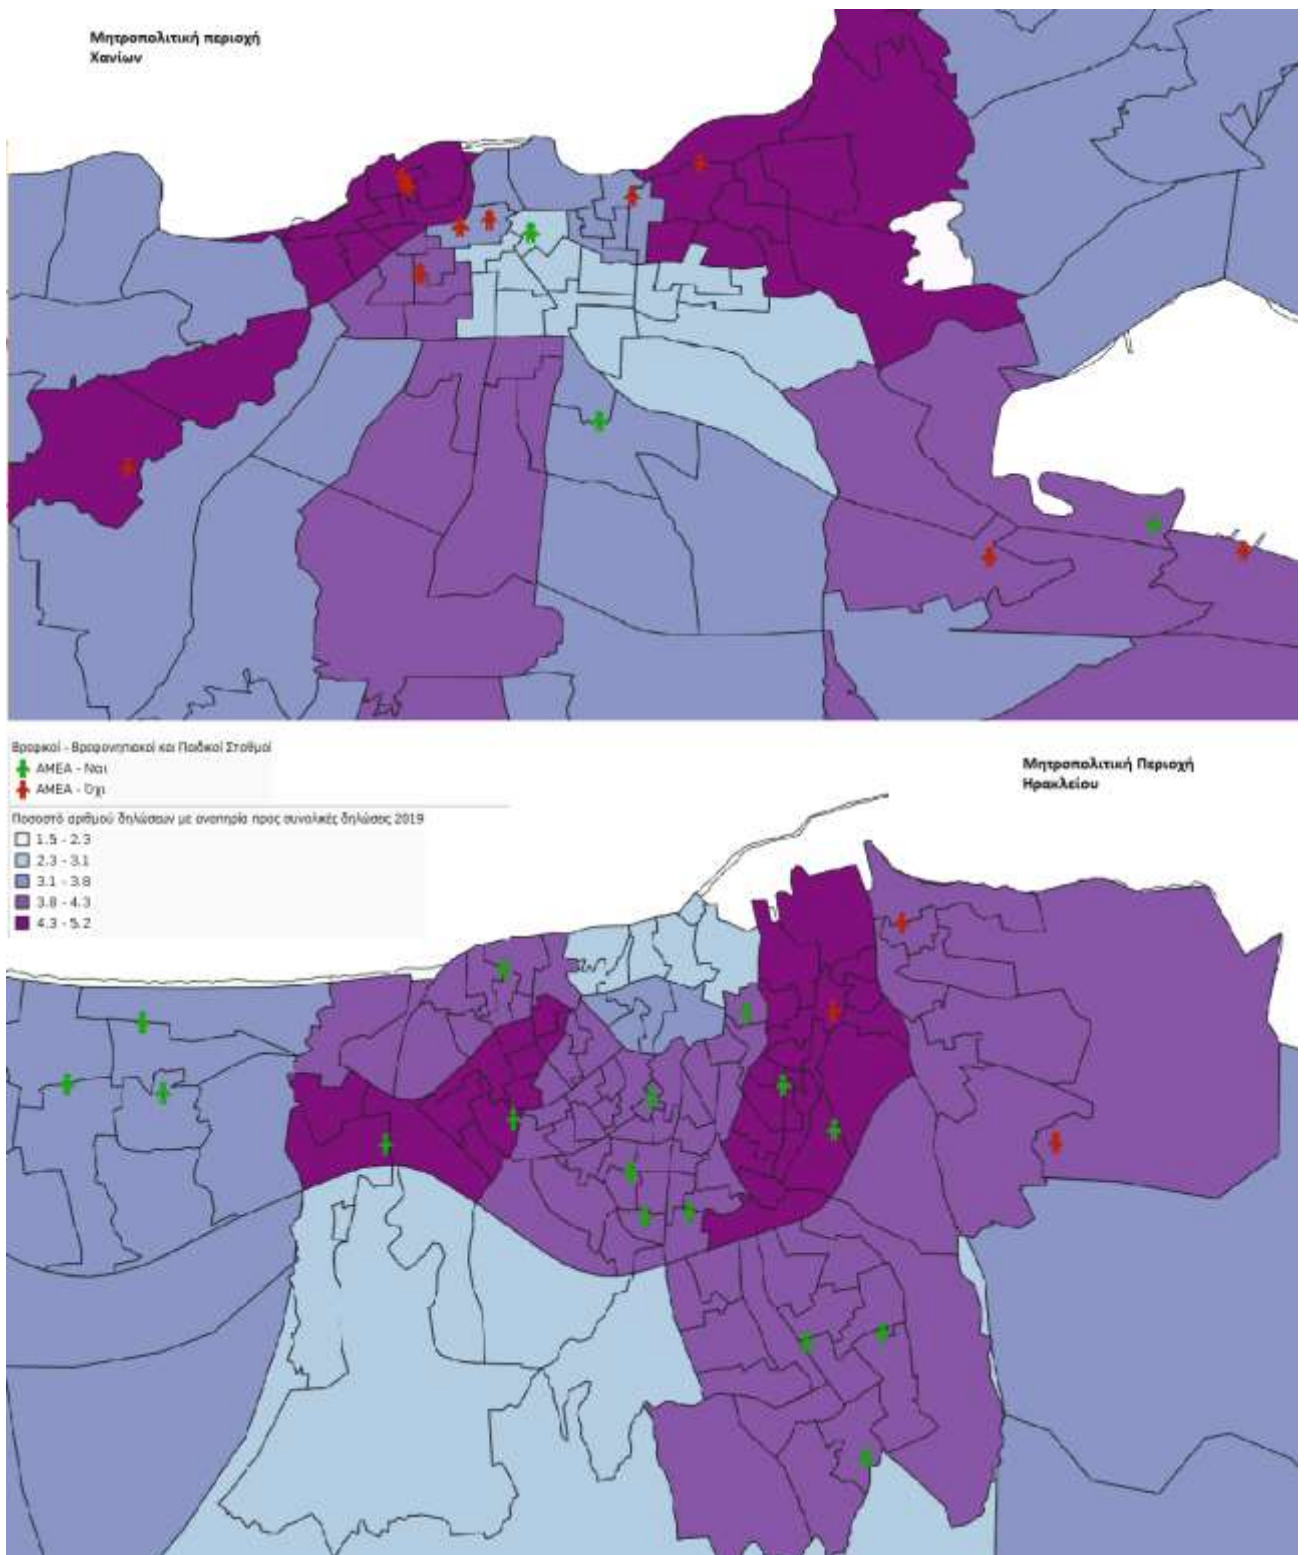 Μητροπολιτική περιοχή
Χανίων
Βρεφικοί - Βρεφονηπιακοί και Παιδικοί Σταθμοί
ΑΜΕΑ - Ναι
ΑΜΕΑ - Όχι
Ποσοστό αριθμού δηλώσεων με αναπηρία προς συνολικές δηλώσεις 2019
1.5 - 2.3
2.3 - 3.1
3.1 - 3.8
3.8 - 4.3
4.3 - 5.2
Μητροπολιτική Περιοχή
Ηρακλείου